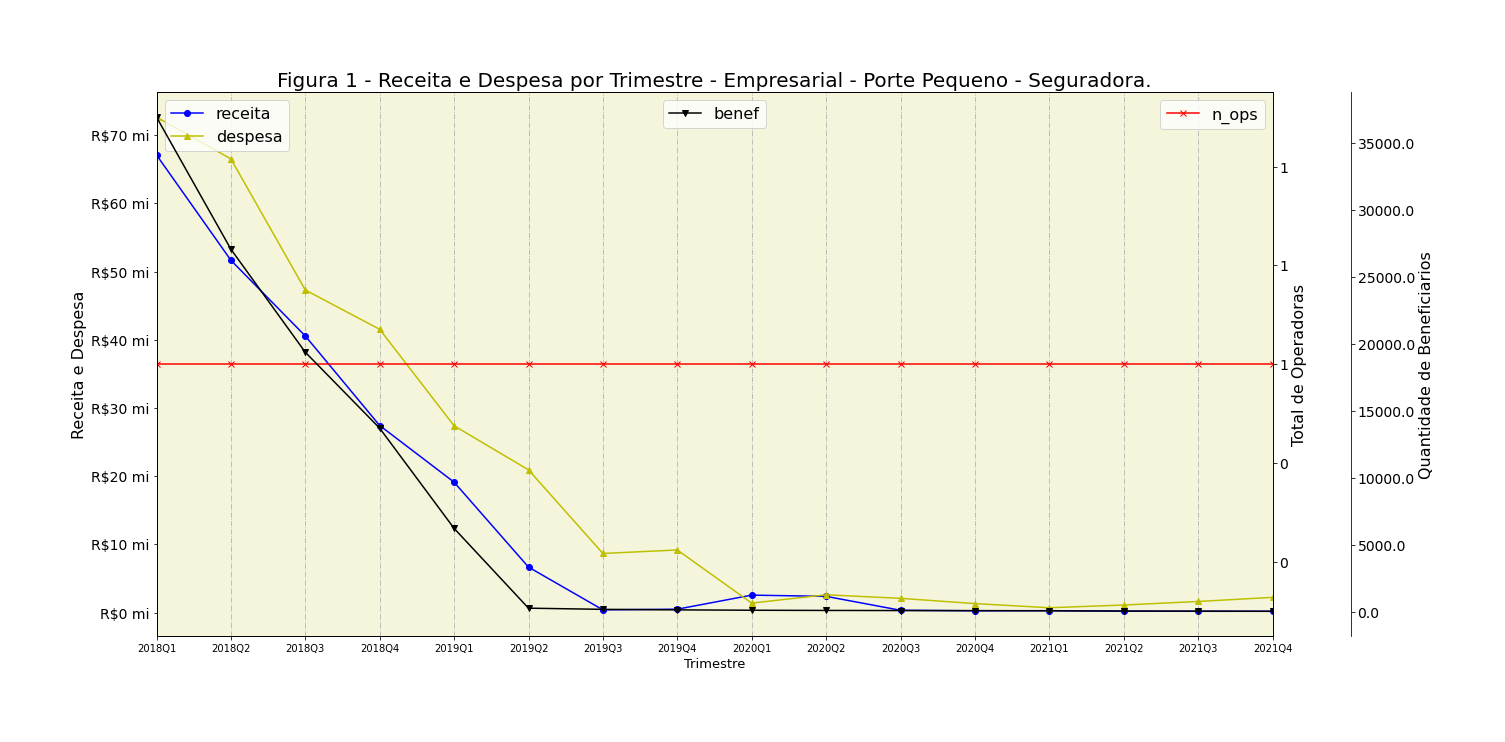 Figura 1 - Receita e Despesa por Trimestre - Empresarial - Porte Pequeno - Seguradora.
receita
despesa
benef
n_ops
Receita e Despesa
R$70 mi
R$60 mi
R$50 mi
R$40 mi
R$30 mi
R$20 mi
R$10 mi
R$0 mi
1
1
1
0
0
Total de Operadoras
35000.0
30000.0
25000.0
20000.0
15000.0
10000.0
5000.0
0.0
Quantidade de Beneficiarios
2018Q1 2018Q2 2018Q3 2018Q4 2019Q1 2019Q2 2019Q3 2019Q4 2020Q1 2020Q2 2020Q3 2020Q4 2021Q1 2021Q2 2021Q3 2021Q4
Trimestre